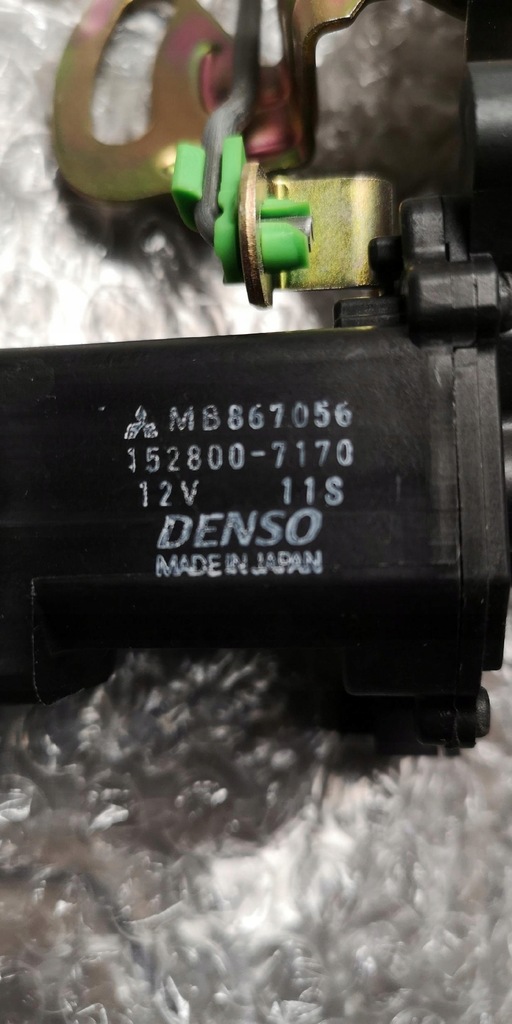 MB867056
152800-7170
12V 11S
DENSO
MADE IN JAPAN